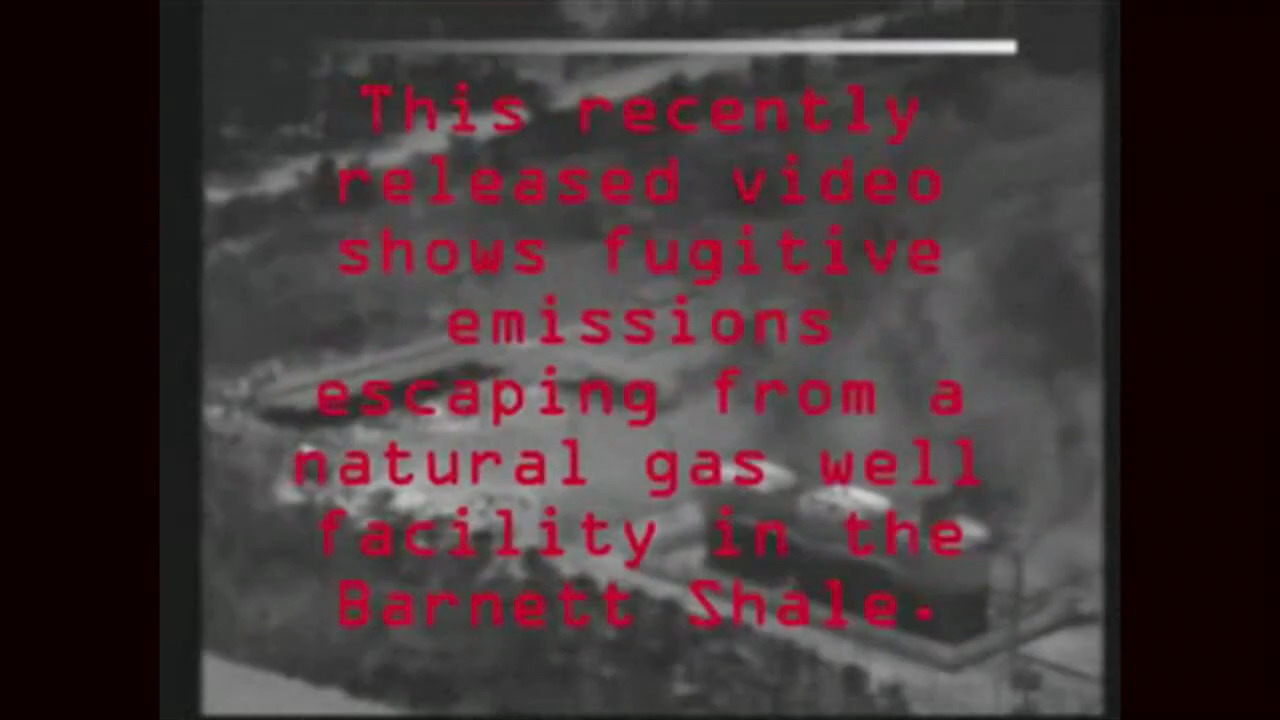 This recently
released video
shows fugitive
emissions
escaping from a
natural gas well
facility in the
Barnett Shale.